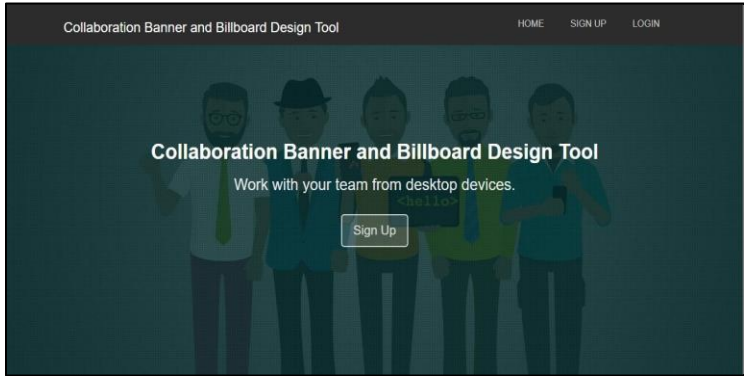 Collaboration Banner and Billboard Design Tool
HOME SIGN UP LOGIN
Collaboration Banner and Billboard Design Tool
Work with your team from desktop devices.
<hello>
Sign Up